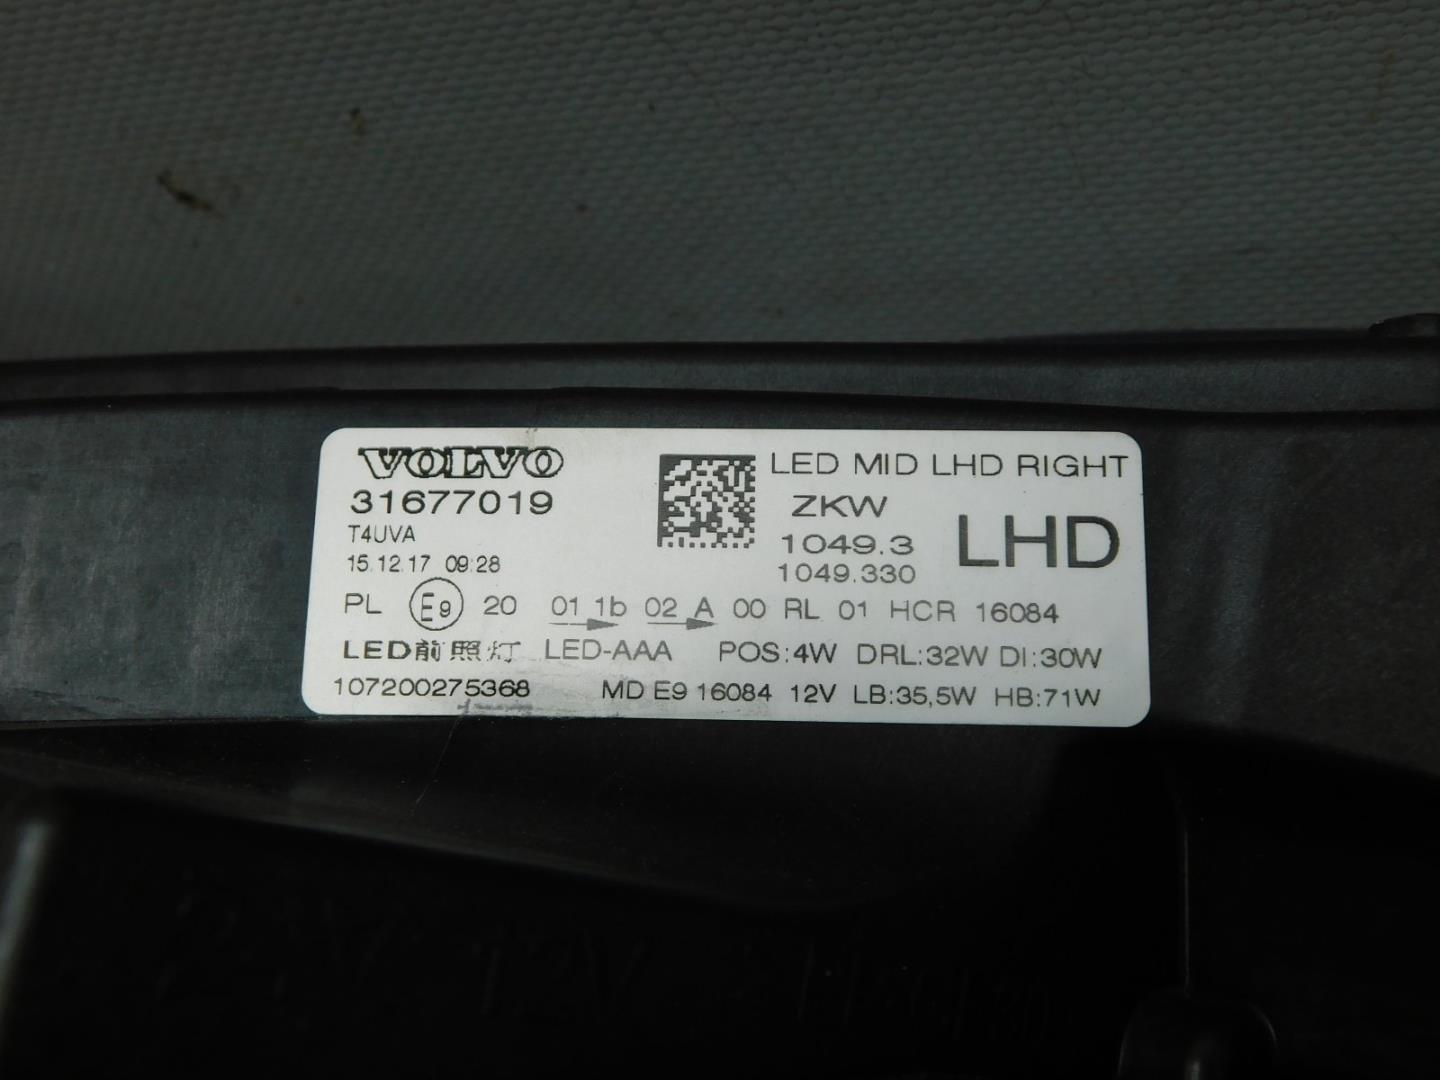 VOLVO
31677019
T4UVA
15.12.17 09:28
LED MID LHD RIGHT
ZKW
1049.3
1049.330
LHD
PL E9 20 01 1b 02 A 00 RL 01 HCR 16084
LED前照灯 LED-AAA POS:4W DRL:32W DI:30W
107200275368 MD E9 16084 12V LB:35,5W HB:71W